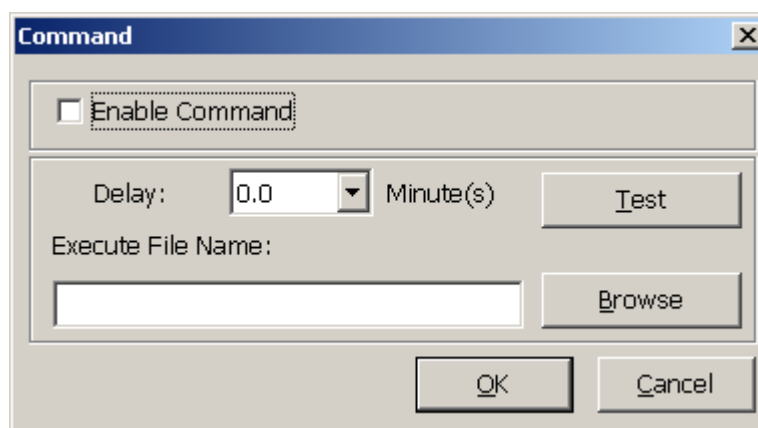 Command
Enable Command
Delay: 0.0 Minute(s) Test
Execute File Name:
Browse
OK Cancel